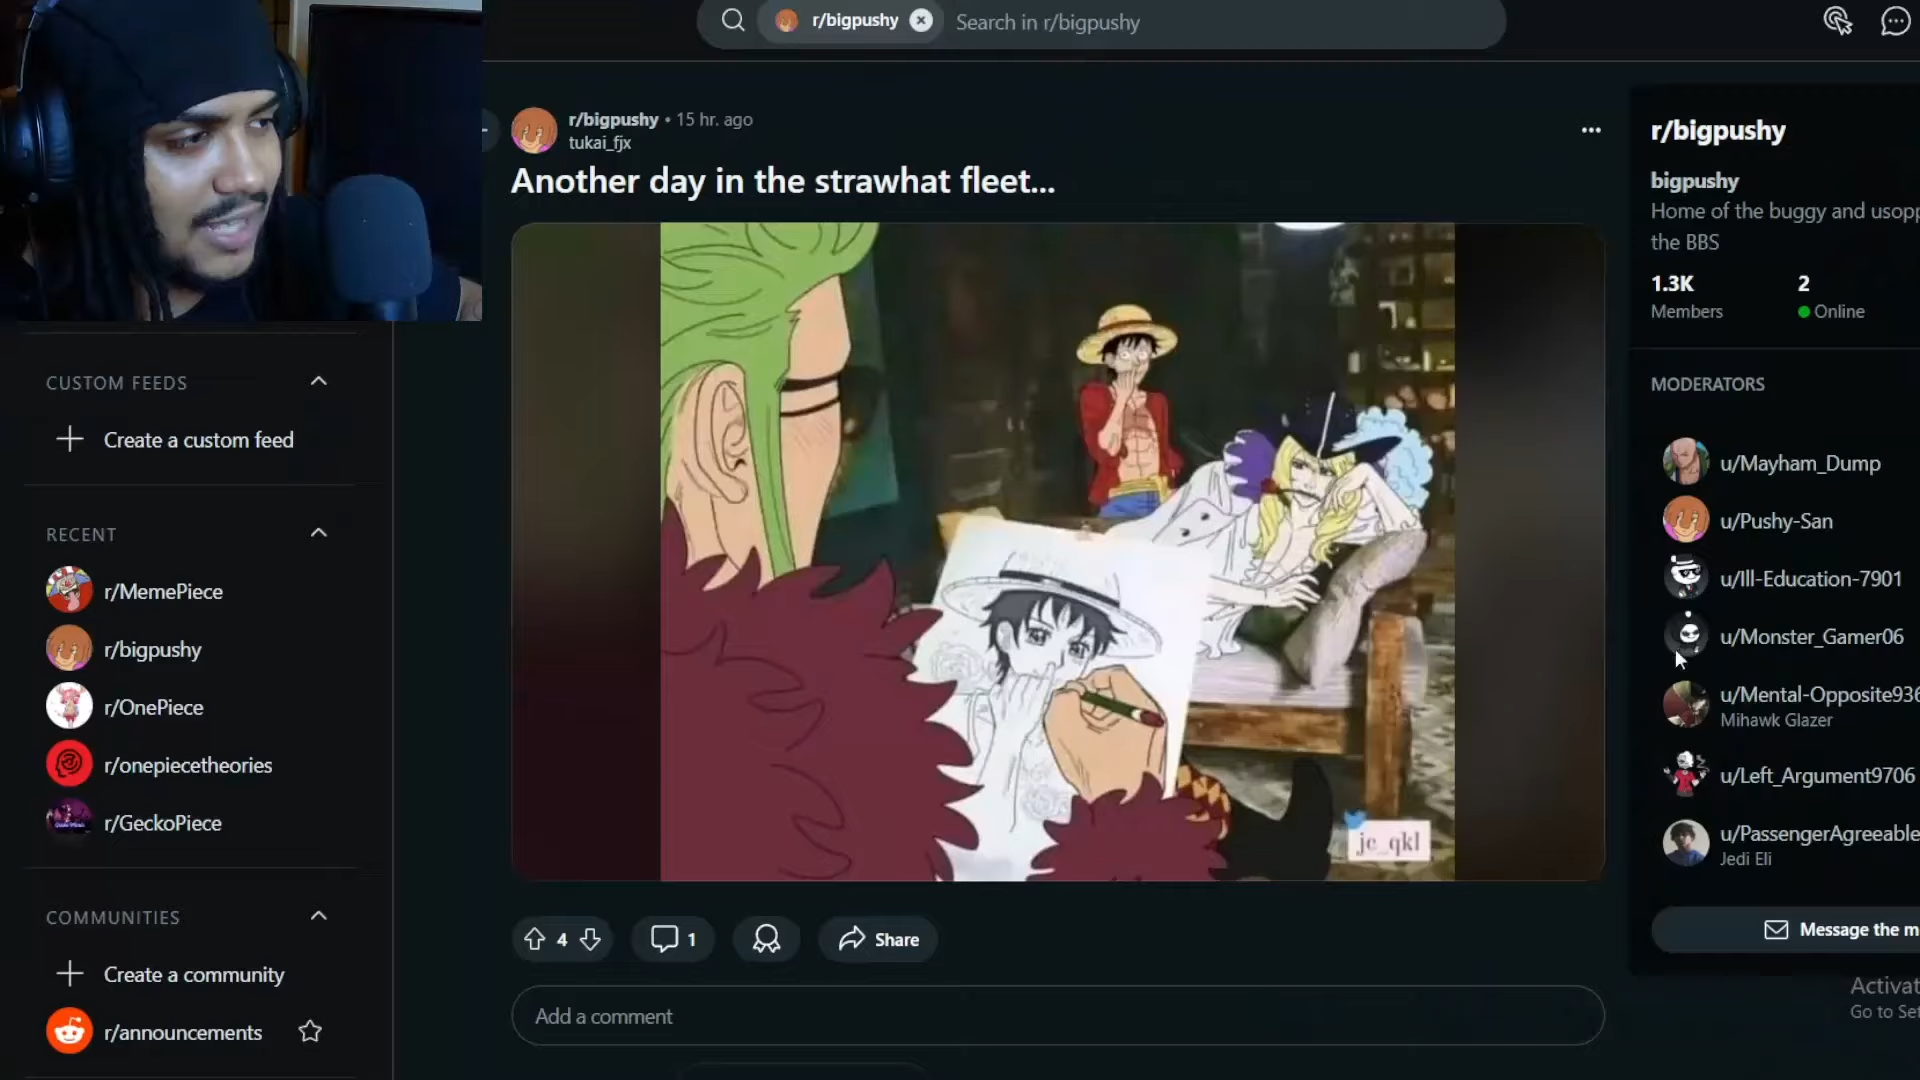 r/bigpushy
Search in r/bigpushy
r/bigpushy • 15 hr. ago
tukai_fjx
Another day in the strawhat fleet...
jc_qkl
4
1
Share
Add a comment
CUSTOM FEEDS
Create a custom feed
RECENT
r/MemePiece
r/bigpushy
r/OnePiece
r/onepiecetheories
r/GeckoPiece
COMMUNITIES
Create a community
r/announcements
r/bigpushy
bigpushy
Home of the buggy and usopp
the BBS
1.3K
Members
2
Online
MODERATORS
u/Mayham_Dump
u/Pushy-San
u/Ill-Education-7901
u/Monster_Gamer06
u/Mental-Opposite936
Mihawk Glazer
u/Left_Argument9706
u/PassengerAgreeable
Jedi Eli
Message the m
Activat
Go to Set